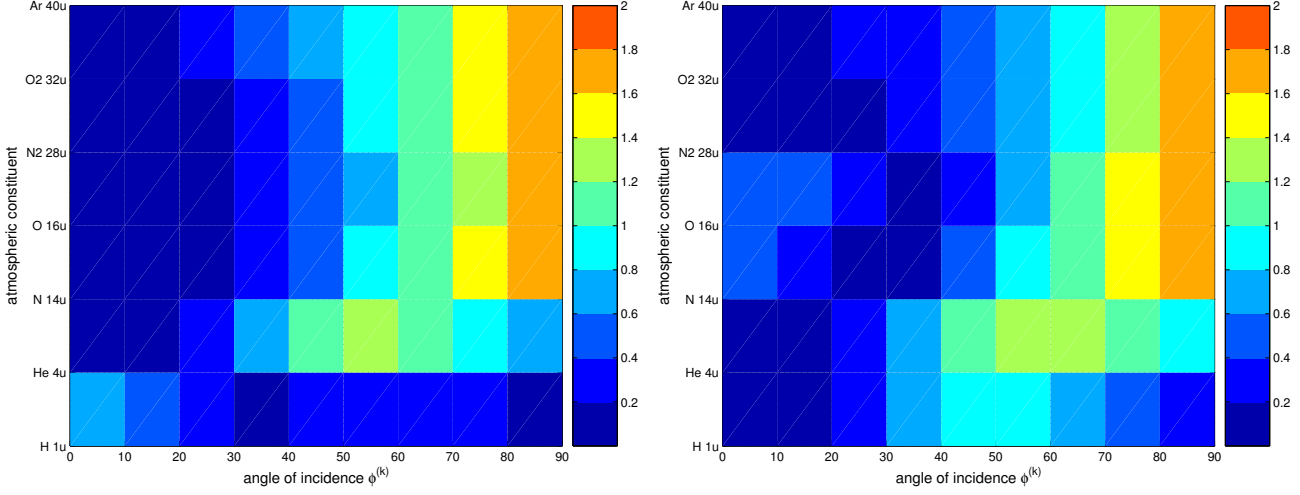 Ar 40u
O2 32u
N2 28u
O 16u
N 14u
He 4u
H 1u
atmospheric constituent
0 10 20 30 40 50 60 70 80 90
angle of incidence ϕ(k)
2
1.8
1.6
1.4
1.2
1
0.8
0.6
0.4
0.2
Ar 40u
O2 32u
N2 28u
O 16u
N 14u
He 4u
H 1u
atmospheric constituent
0 10 20 30 40 50 60 70 80 90
angle of incidence ϕ(k)
2
1.8
1.6
1.4
1.2
1
0.8
0.6
0.4
0.2